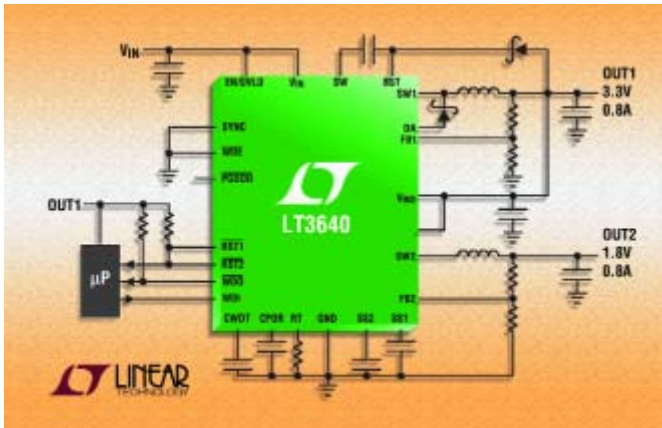 VIN
EN/UVLO
VIN
SW
BST
SW1
OUT1
3.3V
0.8A
DA
FB1
SYNC
WDE
PGOOD
LT3640
OUT1
RST1
RST2
WDO
WDI
µP
SW2
OUT2
1.8V
0.8A
FB2
CWDT
CPOR
RT
GND
SS2
SS1
LINEAR
TECHNOLOGY